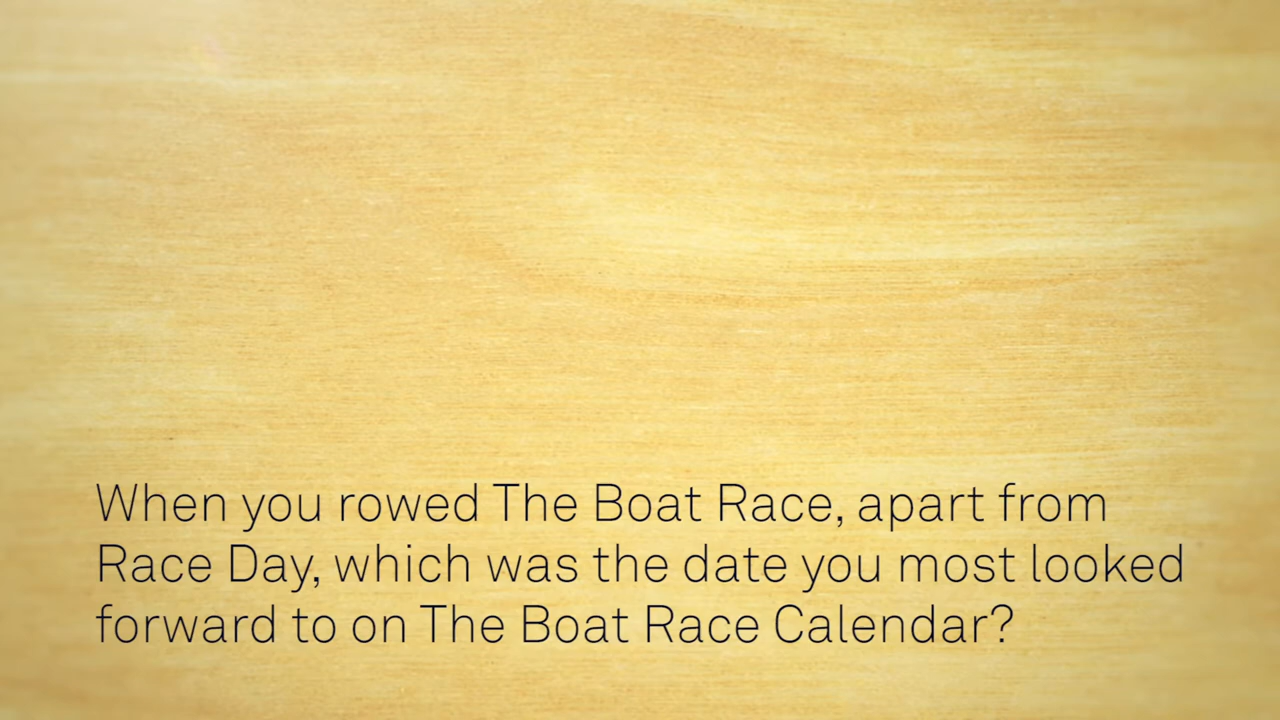 When you rowed The Boat Race, apart from
Race Day, which was the date you most looked
forward to on The Boat Race Calendar?